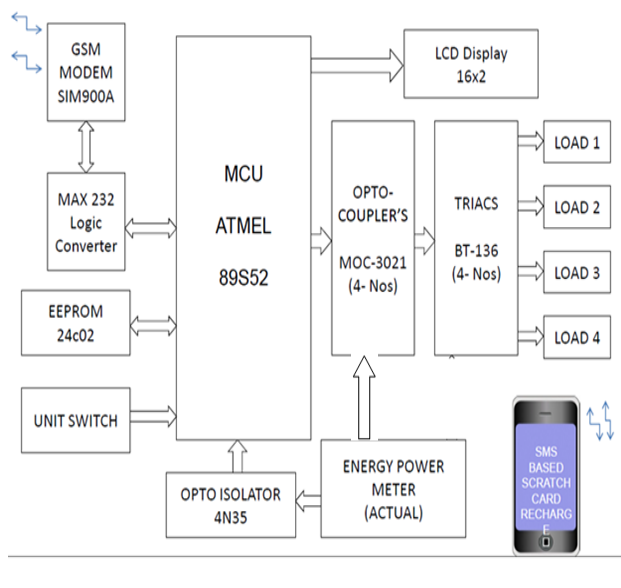 GSM
MODEM
SIM900A
LCD Display
16x2
MCU
ATMEL
89S52
OPTO-
COUPLER'S
MOC-3021
(4- Nos)
TRIACS
BT-136
(4- Nos)
LOAD 1
LOAD 2
LOAD 3
LOAD 4
MAX 232
Logic
Converter
EEPROM
24c02
UNIT SWITCH
OPTO ISOLATOR
4N35
ENERGY POWER
METER
(ACTUAL)
SMS
BASED
SCRATCH
CARD
RECHARG
E